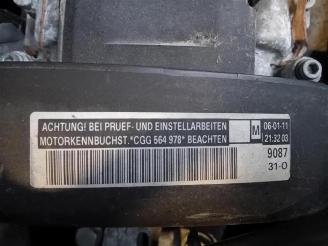 ACHTUNG! BEI PRUEF- UND EINSTELLARBEITEN
MOTORKENNBUCHST. *CGG 564 978* BEACHTEN
M
06-01-11
21:32 03
9087
31-O